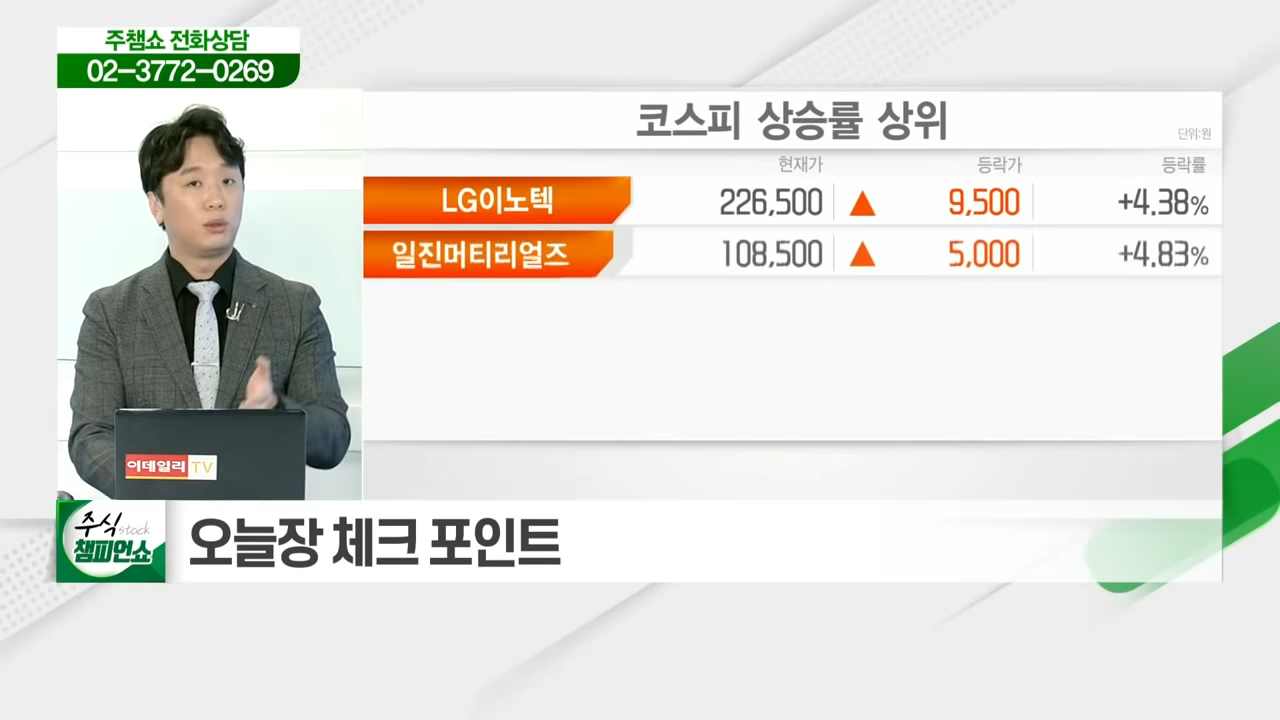 주챔쇼 전화상담
02-3772-0269
코스피 상승률 상위
단위:원
현재가 등락가 등락률
LG이노텍 226,500 ▲ 9,500 +4.38%
일진머티리얼즈 108,500 ▲ 5,000 +4.83%
이데일리 TV
주식 stock
챔피언쇼
오늘장 체크 포인트